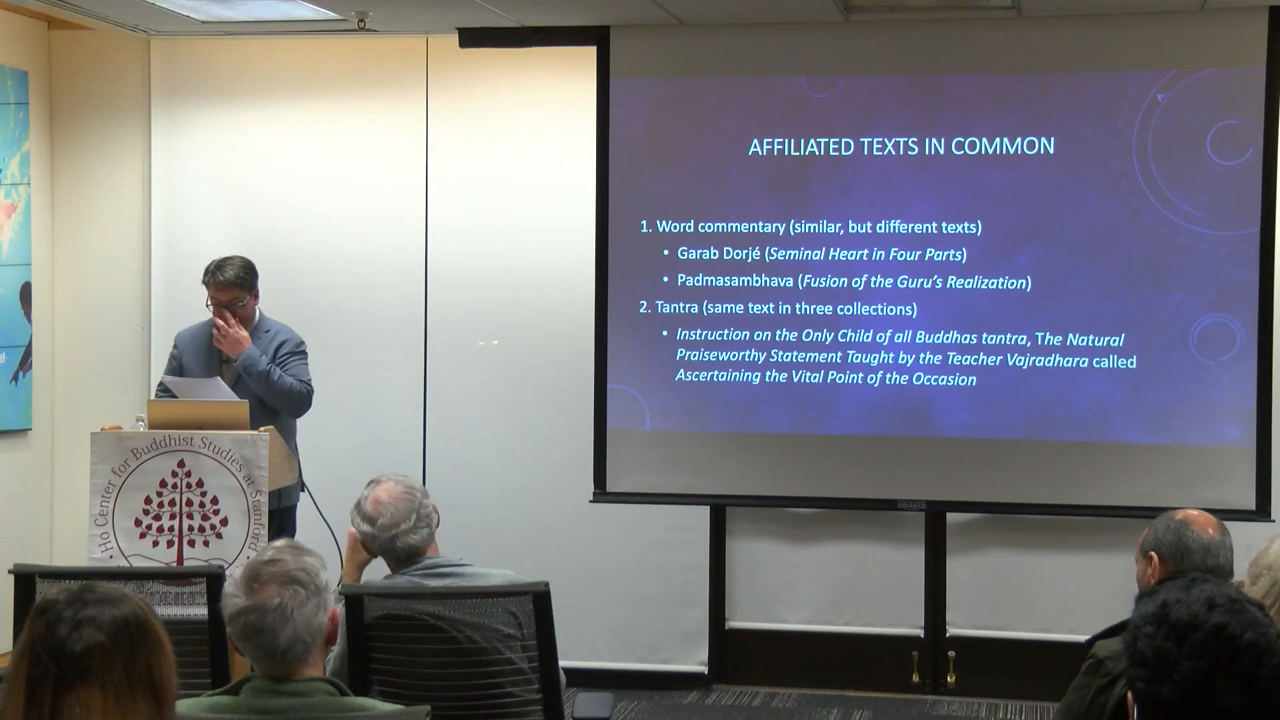 AFFILIATED TEXTS IN COMMON
1. Word commentary (similar, but different texts)
• Garab Dorjé (Seminal Heart in Four Parts)
• Padmasambhava (Fusion of the Guru's Realization)
2. Tantra (same text in three collections)
• Instruction on the Only Child of all Buddhas tantra, The Natural
Praiseworthy Statement Taught by the Teacher Vajradhara called
Ascertaining the Vital Point of the Occasion
• Ho Center for Buddhist Studies at Stanford •